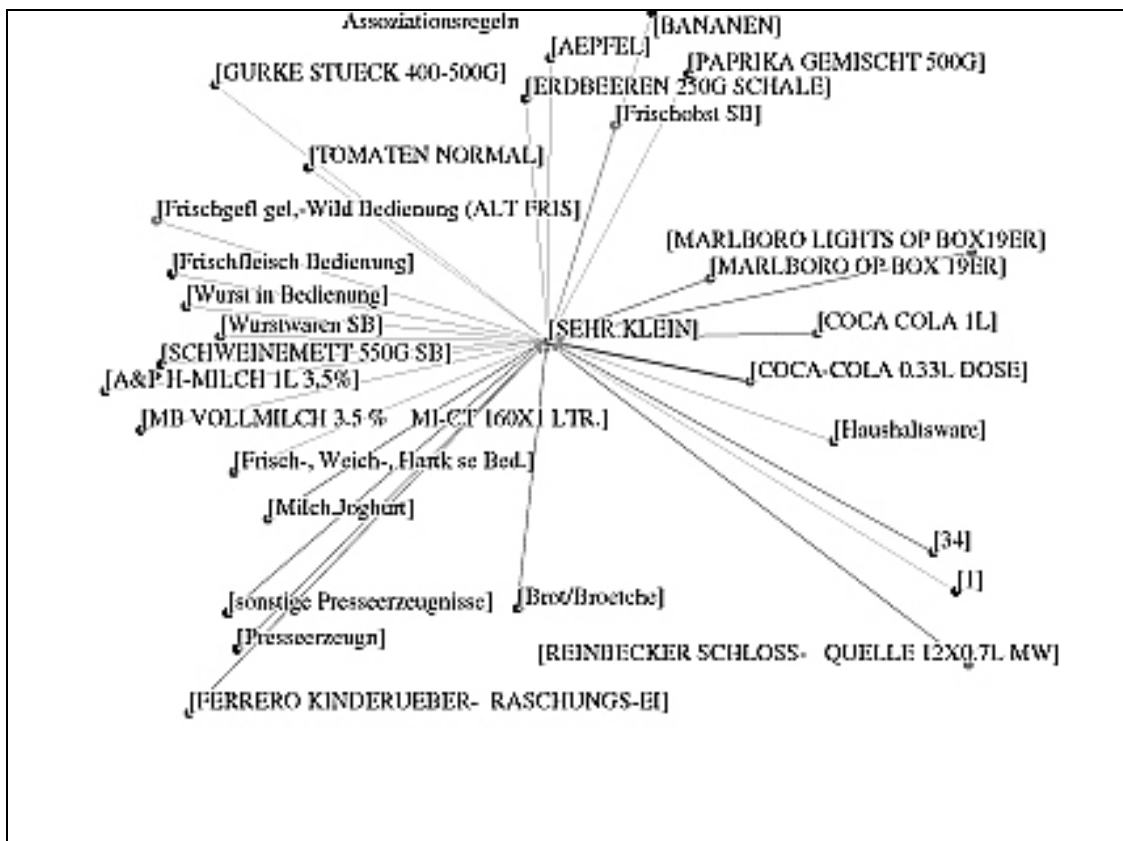 Assoziationsregeln
[BANANEN]
[AEPFEL]
[PAPRIKA GEMISCHT 500G]
[GURKE STUECK 400-500G]
[ERDBEEREN 250G SCHALE]
[Frischobst SB]
[TOMATEN NORMAL]
[Frischgefl gel,-Wild Bedienung (ALT FRIS]
[MARLBORO LIGHTS OP BOX19ER]
[Frischfleisch Bedienung]
[MARLBORO OP BOX 19ER]
[Wurst in Bedienung]
[Wurstwaren SB]
[SEHR KLEIN]
[COCA COLA 1L]
[SCHWEINEMETT 550G SB]
[A&P H-MILCH 1L 3,5%]
[COCA-COLA 0.33L DOSE]
[MB VOLLMILCH 3.5 % MI-CT 160X1 LTR.]
[Haushaltsware]
[Frisch-, Weich-, Hartk se Bed.]
[Milch Joghurt]
[34]
[1]
[sonstige Presseerzeugnisse]
[Brot/Broetche]
[Presseerzeugn]
[REINBECKER SCHLOSS- QUELLE 12X0.7L MW]
[FERRERO KINDERUEBER- RASCHUNGS-EI]